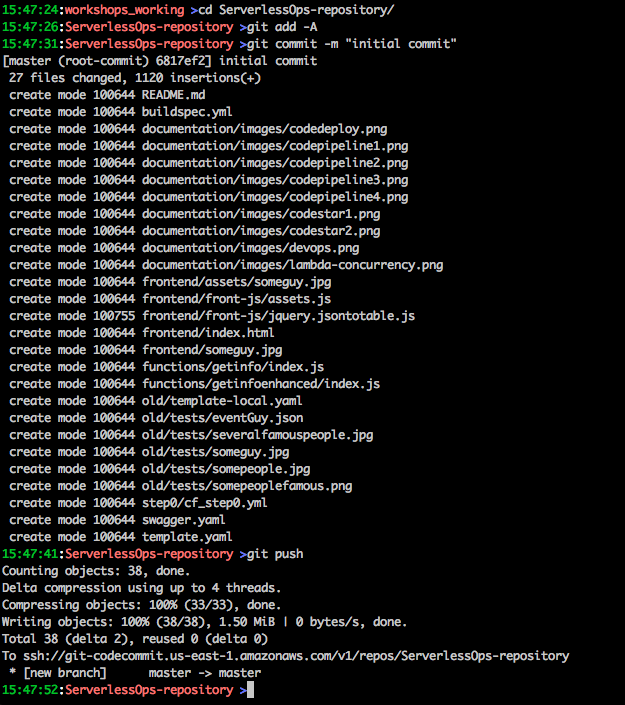 15:47:24:workshops_working >cd ServerlessOps-repository/
15:47:26:ServerlessOps-repository >git add -A
15:47:31:ServerlessOps-repository >git commit -m "initial commit"
[master (root-commit) 6817ef2] initial commit
 27 files changed, 1120 insertions(+)
 create mode 100644 README.md
 create mode 100644 buildspec.yml
 create mode 100644 documentation/images/codedeploy.png
 create mode 100644 documentation/images/codepipeline1.png
 create mode 100644 documentation/images/codepipeline2.png
 create mode 100644 documentation/images/codepipeline3.png
 create mode 100644 documentation/images/codepipeline4.png
 create mode 100644 documentation/images/codestar1.png
 create mode 100644 documentation/images/codestar2.png
 create mode 100644 documentation/images/devops.png
 create mode 100644 documentation/images/lambda-concurrency.png
 create mode 100644 frontend/assets/someguy.jpg
 create mode 100644 frontend/front-js/assets.js
 create mode 100755 frontend/front-js/jquery.jsontotable.js
 create mode 100644 frontend/index.html
 create mode 100644 frontend/someguy.jpg
 create mode 100644 functions/getinfo/index.js
 create mode 100644 functions/getinfoenhanced/index.js
 create mode 100644 old/template-local.yaml
 create mode 100644 old/tests/eventGuy.json
 create mode 100644 old/tests/severalfamouspeople.jpg
 create mode 100644 old/tests/someguy.jpg
 create mode 100644 old/tests/somepeople.jpg
 create mode 100644 old/tests/somepeoplefamous.png
 create mode 100644 step0/cf_step0.yml
 create mode 100644 swagger.yaml
 create mode 100644 template.yaml
15:47:41:ServerlessOps-repository >git push
Counting objects: 38, done.
Delta compression using up to 4 threads.
Compressing objects: 100% (33/33), done.
Writing objects: 100% (38/38), 1.50 MiB | 0 bytes/s, done.
Total 38 (delta 2), reused 0 (delta 0)
To ssh://git-codecommit.us-east-1.amazonaws.com/v1/repos/ServerlessOps-repository
 * [new branch]      master -> master
15:47:52:ServerlessOps-repository >